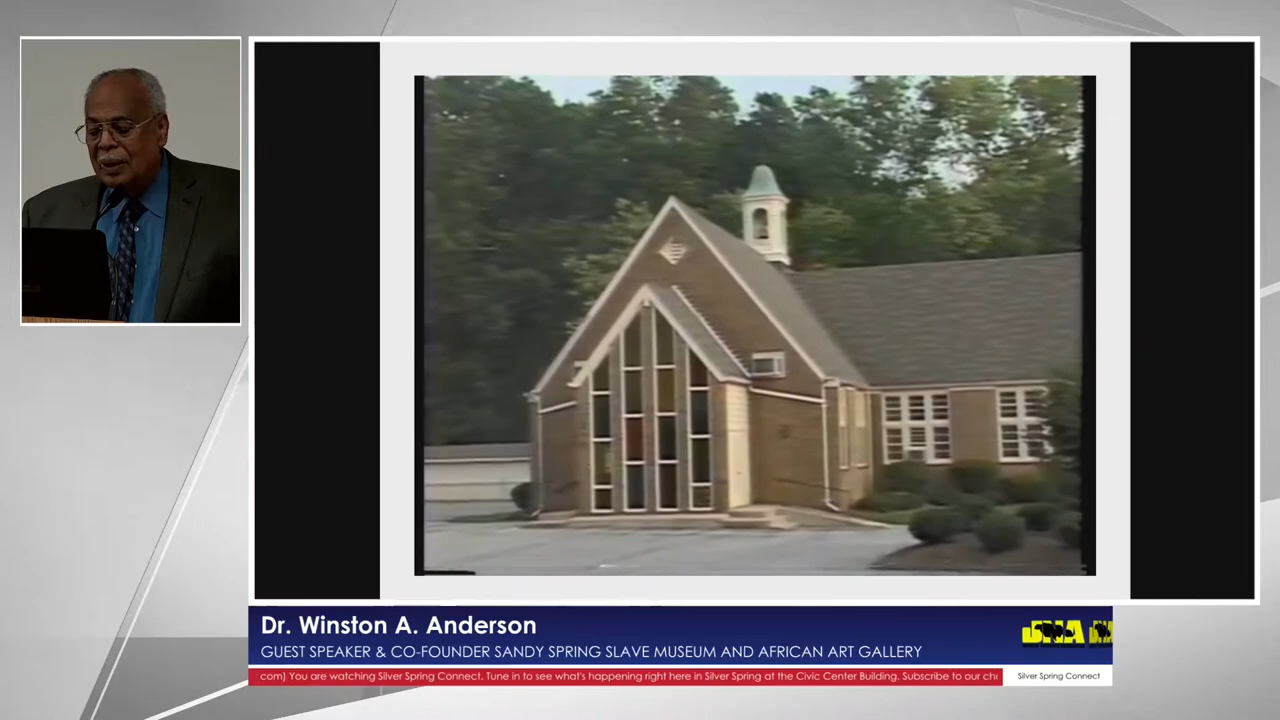 Dr. Winston A. Anderson
GUEST SPEAKER & CO-FOUNDER SANDY SPRING SLAVE MUSEUM AND AFRICAN ART GALLERY
com) You are watching Silver Spring Connect. Tune in to see what's happening right here in Silver Spring at the Civic Center Building. Subscribe to our
Silver Spring Connect